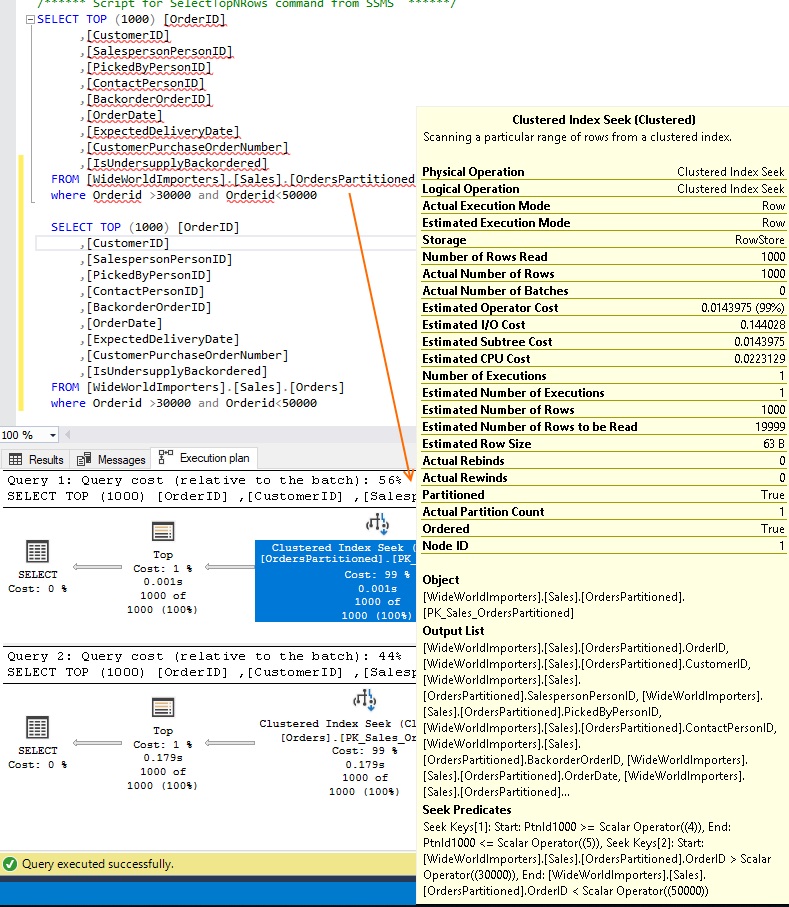 /****** Script for SelectTopNRows command from SSMS ******/
SELECT TOP (1000) [OrderID]
,[CustomerID]
,[SalespersonPersonID]
,[PickedByPersonID]
,[ContactPersonID]
,[BackorderOrderID]
,[OrderDate]
,[ExpectedDeliveryDate]
,[CustomerPurchaseOrderNumber]
,[IsUndersupplyBackordered]
FROM [WideWorldImporters].[Sales].[OrdersPartitioned
where Orderid >30000 and Orderid<50000
SELECT TOP (1000) [OrderID]
,[CustomerID]
,[SalespersonPersonID]
,[PickedByPersonID]
,[ContactPersonID]
,[BackorderOrderID]
,[OrderDate]
,[ExpectedDeliveryDate]
,[CustomerPurchaseOrderNumber]
,[IsUndersupplyBackordered]
FROM [WideWorldImporters].[Sales].[Orders]
where Orderid >30000 and Orderid<50000
100 %
Results Messages Execution plan
Query 1: Query cost (relative to the batch): 56%
SELECT TOP (1000) [OrderID] ,[CustomerID] ,[Salesp
SELECT
Cost: 0 %
Top
Cost: 1 %
0.001s
1000 of
1000 (100%)
Clustered Index Seek (
[OrdersPartitioned].[PK_
Cost: 99 %
0.001s
1000 of
1000 (100%)
Query 2: Query cost (relative to the batch): 44%
SELECT TOP (1000) [OrderID] ,[CustomerID] ,[Salesp
SELECT
Cost: 0 %
Top
Cost: 1 %
0.179s
1000 of
1000 (100%)
Clustered Index Seek (Cl
[Orders].[PK_Sales_Or
Cost: 99 %
0.179s
1000 of
1000 (100%)
Query executed successfully.
Clustered Index Seek (Clustered)
Scanning a particular range of rows from a clustered index.
Physical Operation Clustered Index Seek
Logical Operation Clustered Index Seek
Actual Execution Mode Row
Estimated Execution Mode Row
Storage RowStore
Number of Rows Read 1000
Actual Number of Rows 1000
Actual Number of Batches 0
Estimated Operator Cost 0.0143975 (99%)
Estimated I/O Cost 0.144028
Estimated Subtree Cost 0.0143975
Estimated CPU Cost 0.0223129
Number of Executions 1
Estimated Number of Executions 1
Estimated Number of Rows 1000
Estimated Number of Rows to be Read 19999
Estimated Row Size 63 B
Actual Rebinds 0
Actual Rewinds 0
Partitioned True
Actual Partition Count 1
Ordered True
Node ID 1
Object
[WideWorldImporters].[Sales].[OrdersPartitioned].
[PK_Sales_OrdersPartitioned]
Output List
[WideWorldImporters].[Sales].[OrdersPartitioned].OrderID,
[WideWorldImporters].[Sales].[OrdersPartitioned].CustomerID,
[WideWorldImporters].[Sales].
[OrdersPartitioned].SalespersonPersonID, [WideWorldImporters].
[Sales].[OrdersPartitioned].PickedByPersonID,
[WideWorldImporters].[Sales].[OrdersPartitioned].ContactPersonID,
[WideWorldImporters].[Sales].
[OrdersPartitioned].BackorderOrderID, [WideWorldImporters].
[Sales].[OrdersPartitioned].OrderDate, [WideWorldImporters].
[Sales].[OrdersPartitioned]...
Seek Predicates
Seek Keys[1]: Start: PtnId1000 >= Scalar Operator((4)), End:
PtnId1000 <= Scalar Operator((5)), Seek Keys[2]: Start:
[WideWorldImporters].[Sales].[OrdersPartitioned].OrderID > Scalar
Operator((30000)), End: [WideWorldImporters].[Sales].
[OrdersPartitioned].OrderID < Scalar Operator((50000))